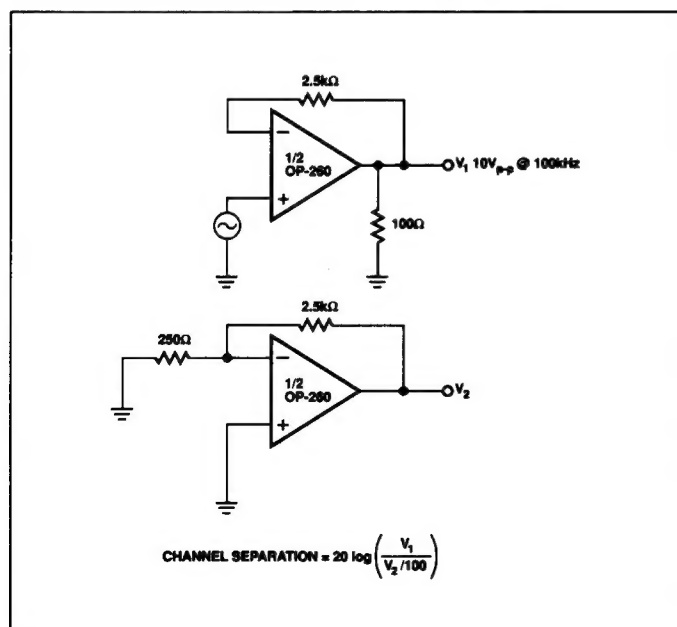 2.5kΩ
−
1/2
OP-260
+
V₁ 10Vp-p @ 100kHz
100Ω
2.5kΩ
250Ω
−
1/2
OP-260
+
V₂
CHANNEL SEPARATION = 20 log ( V₁ / V₂ /100 )